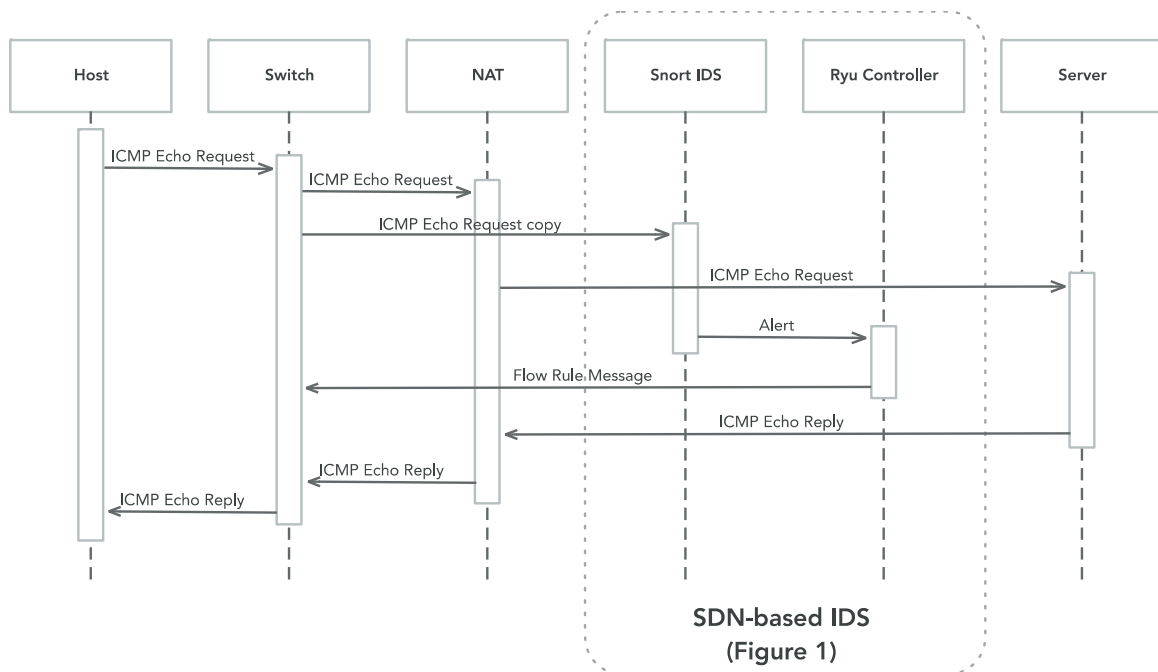 Host
Switch
NAT
Snort IDS
Ryu Controller
Server
ICMP Echo Request
ICMP Echo Request
ICMP Echo Request copy
ICMP Echo Request
Alert
Flow Rule Message
ICMP Echo Reply
ICMP Echo Reply
ICMP Echo Reply
SDN-based IDS
(Figure 1)